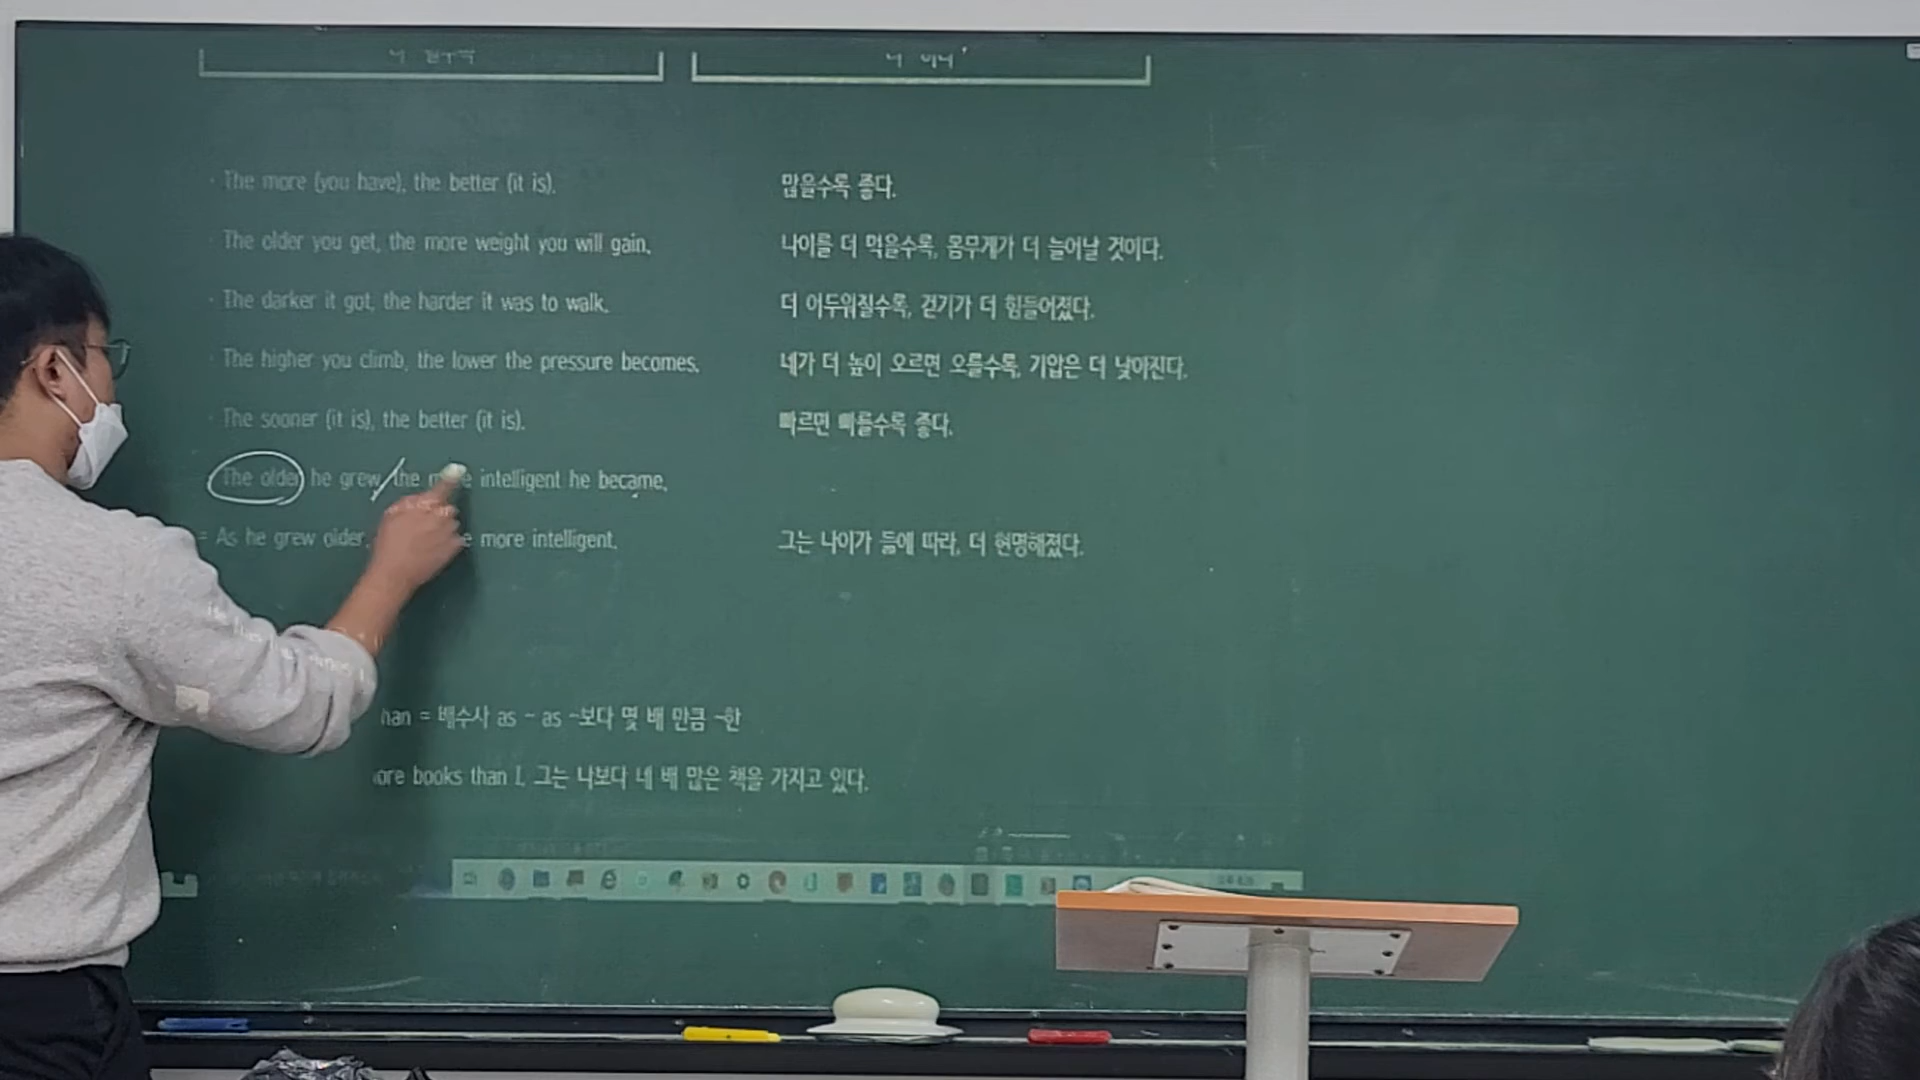 · The more (you have), the better (it is). 많을수록 좋다.
· The older you get, the more weight you will gain. 나이를 더 먹을수록, 몸무게가 더 늘어날 것이다.
· The darker it got, the harder it was to walk. 더 어두워질수록, 걷기가 더 힘들어졌다.
· The higher you climb, the lower the pressure becomes. 네가 더 높이 오르면 오를수록, 기압은 더 낮아진다.
· The sooner (it is), the better (it is). 빠르면 빠를수록 좋다.
The older he grew, the intelligent he became.
= As he grew older, more intelligent. 그는 나이가 듦에 따라, 더 현명해졌다.
han = 배수사 as ~ as ~보다 몇 배 만큼 ~한
ore books than I. 그는 나보다 네 배 많은 책을 가지고 있다.